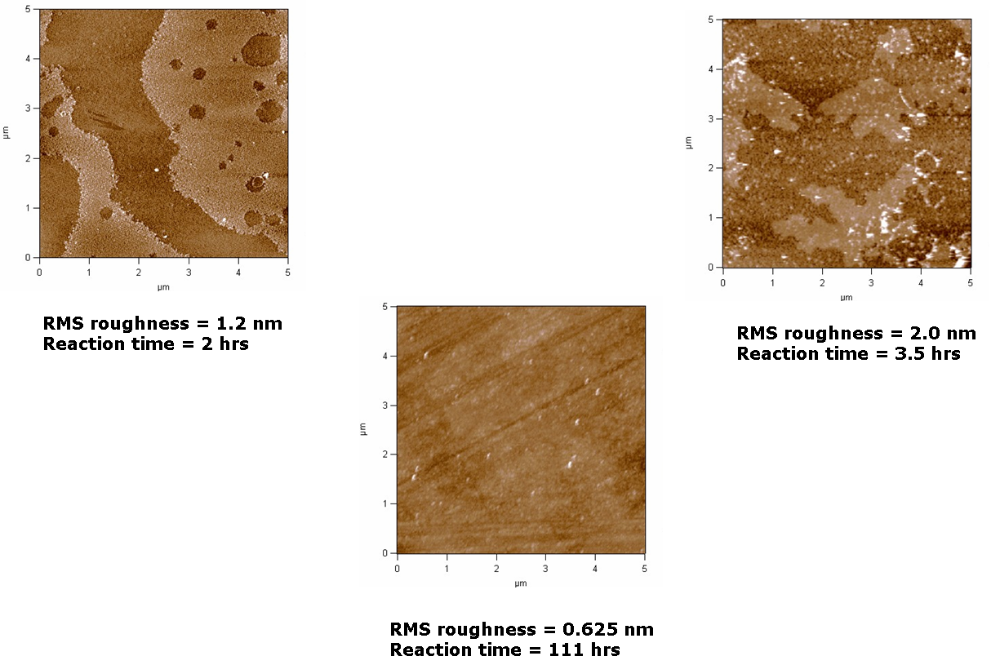 5
4
3
2
1
0
µm
0 1 2 3 4 5
µm
RMS roughness = 1.2 nm
Reaction time = 2 hrs
5
4
3
2
1
0
µm
0 1 2 3 4 5
µm
RMS roughness = 2.0 nm
Reaction time = 3.5 hrs
5
4
3
2
1
0
µm
0 1 2 3 4 5
µm
RMS roughness = 0.625 nm
Reaction time = 111 hrs